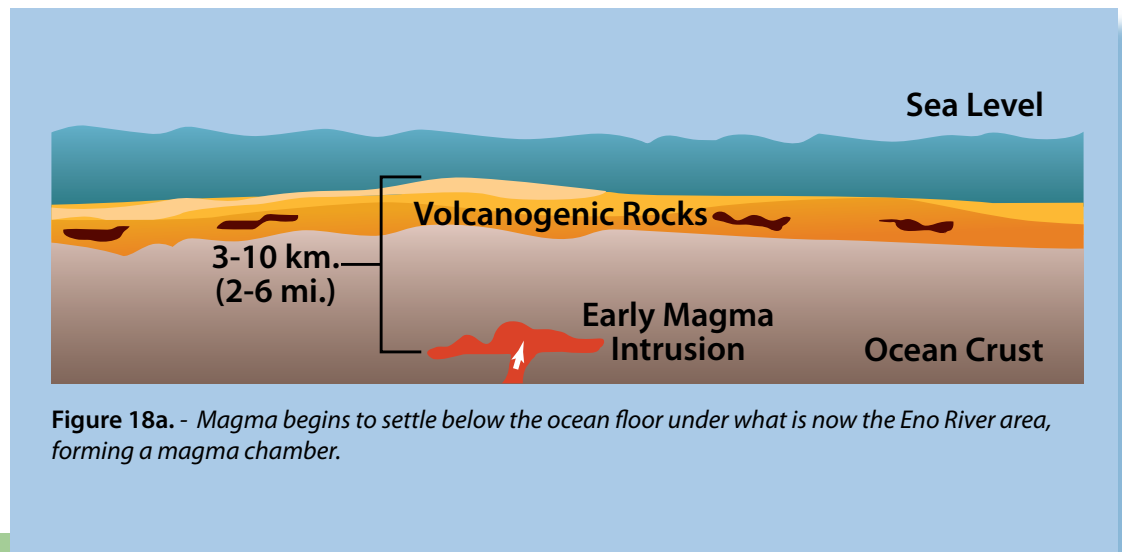 Sea Level
Volcanogenic Rocks
3-10 km.
(2-6 mi.)
Early Magma
Intrusion
Ocean Crust
Figure 18a. - Magma begins to settle below the ocean floor under what is now the Eno River area,
forming a magma chamber.